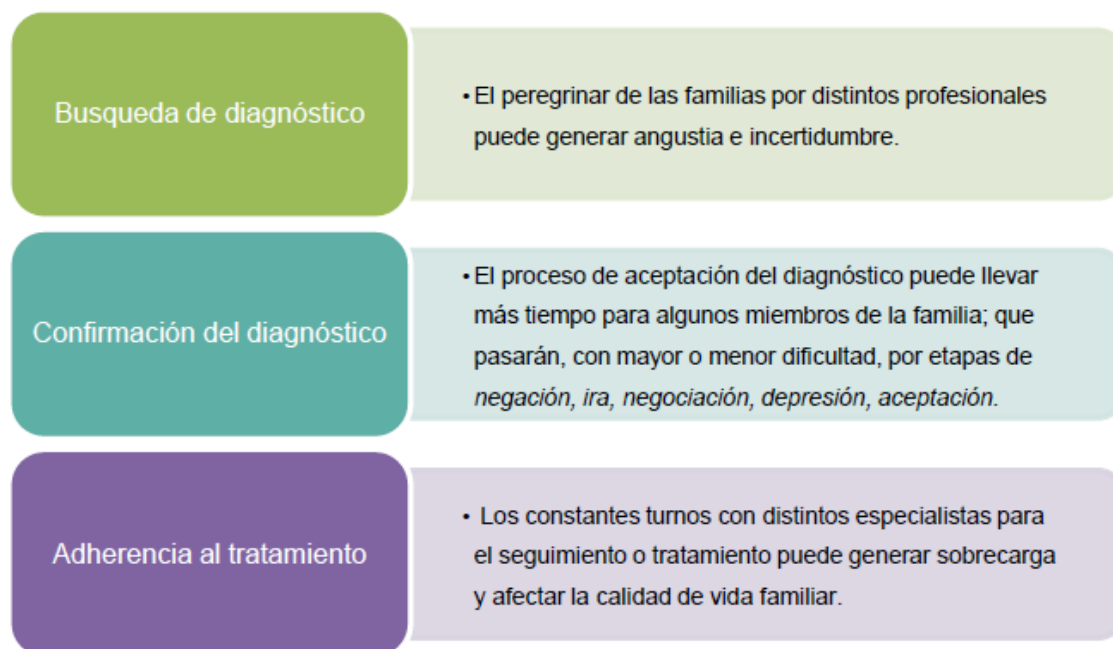 Busqueda de diagnóstico
• El peregrinar de las familias por distintos profesionales
puede generar angustia e incertidumbre.
Confirmación del diagnóstico
• El proceso de aceptación del diagnóstico puede llevar
más tiempo para algunos miembros de la familia; que
pasarán, con mayor o menor dificultad, por etapas de
negación, ira, negociación, depresión, aceptación.
Adherencia al tratamiento
• Los constantes turnos con distintos especialistas para
el seguimiento o tratamiento puede generar sobrecarga
y afectar la calidad de vida familiar.